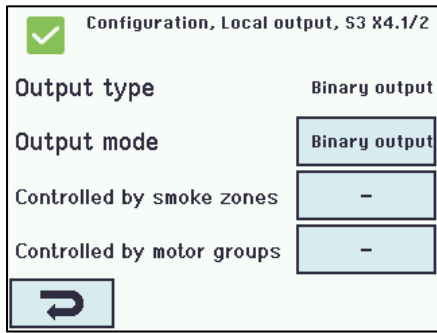 Configuration, Local output, S3 X4.1/2
Output type Binary output
Output mode Binary output
Controlled by smoke zones –
Controlled by motor groups –